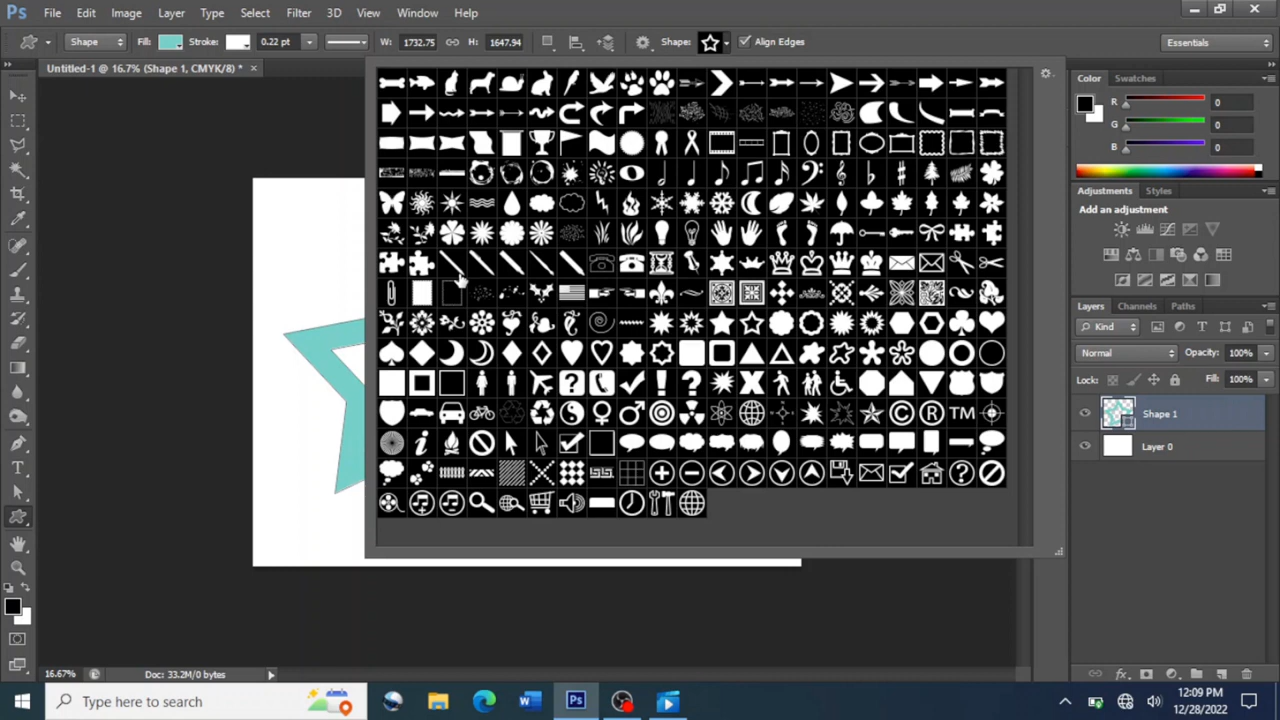 Ps File Edit Image Layer Type Select Filter 3D View Window Help
Shape Fill: Stroke: 0.22 pt W: 1732.75 H: 1647.94 Shape: Align Edges Essentials
Untitled-1 @ 16.7% (Shape 1, CMYK/8) *
Color Swatches
R 0
G 0
B 0
Adjustments Styles
Add an adjustment
Layers Channels Paths
Kind
Normal Opacity: 100%
Lock: Fill: 100%
Shape 1
Layer 0
TM
16.67% Doc: 33.2M/0 bytes
Type here to search
12:09 PM
12/28/2022